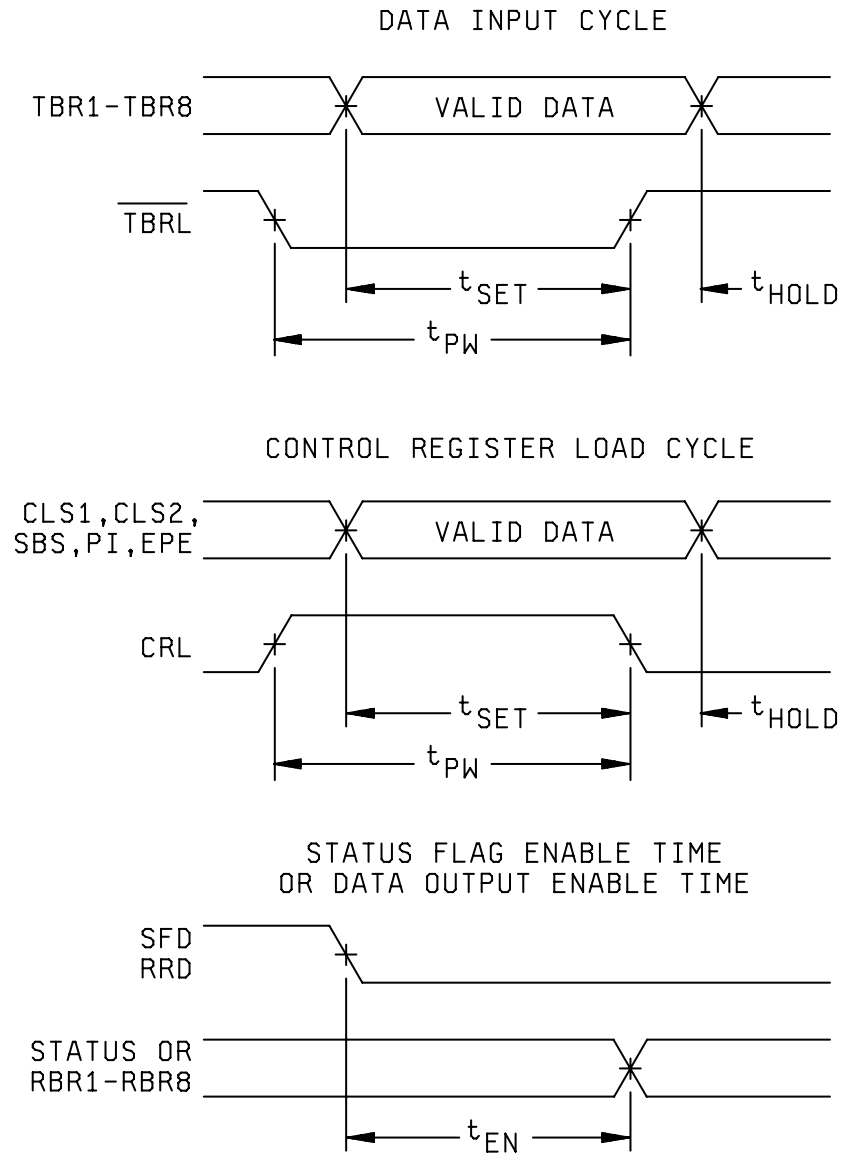 DATA INPUT CYCLE
TBR1-TBR8
VALID DATA
TBRL
tSET
tHOLD
tPW
CONTROL REGISTER LOAD CYCLE
CLS1,CLS2,
SBS,PI,EPE
VALID DATA
CRL
tSET
tHOLD
tPW
STATUS FLAG ENABLE TIME
OR DATA OUTPUT ENABLE TIME
SFD
RRD
STATUS OR
RBR1-RBR8
tEN